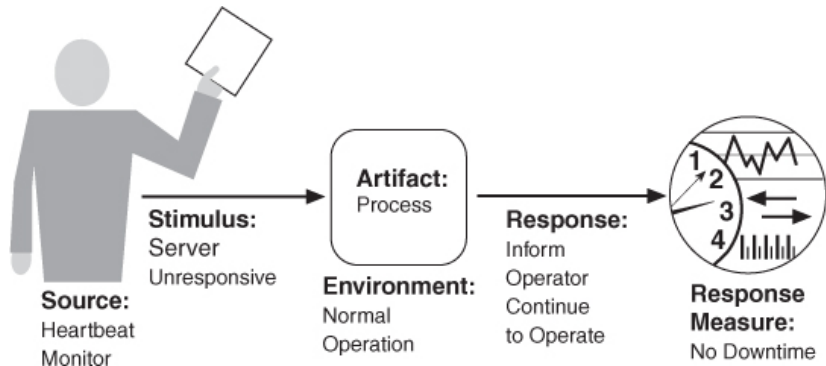 Source:
Heartbeat
Monitor
Stimulus:
Server
Unresponsive
Artifact:
Process
Environment:
Normal
Operation
Response:
Inform
Operator
Continue
to Operate
1
2
3
4
Response
Measure:
No Downtime